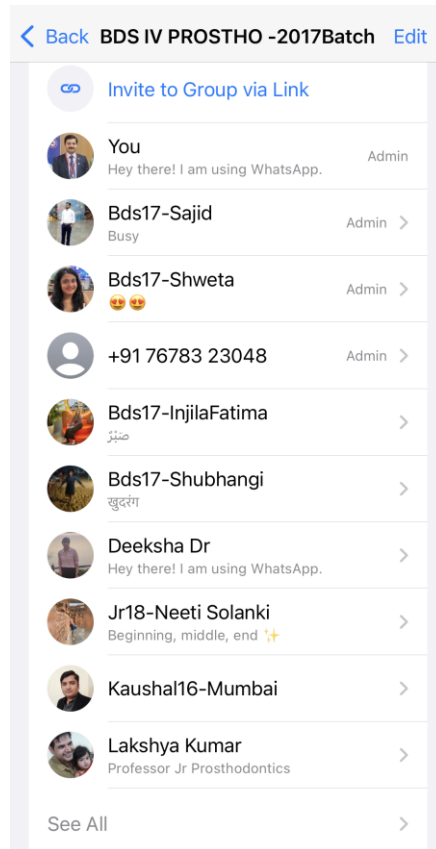 Back BDS IV PROSTHO -2017Batch Edit
Invite to Group via Link
You
Admin
Hey there! I am using WhatsApp.
Bds17-Sajid
Admin
Busy
Bds17-Shweta
Admin
😍😍
+91 76783 23048 Admin
Bds17-InjilaFatima
صَبْرٌ
Bds17-Shubhangi
खुदरंग
Deeksha Dr
Hey there! I am using WhatsApp.
Jr18-Neeti Solanki
Beginning, middle, end ✨
Kaushal16-Mumbai
Lakshya Kumar
Professor Jr Prosthodontics
See All